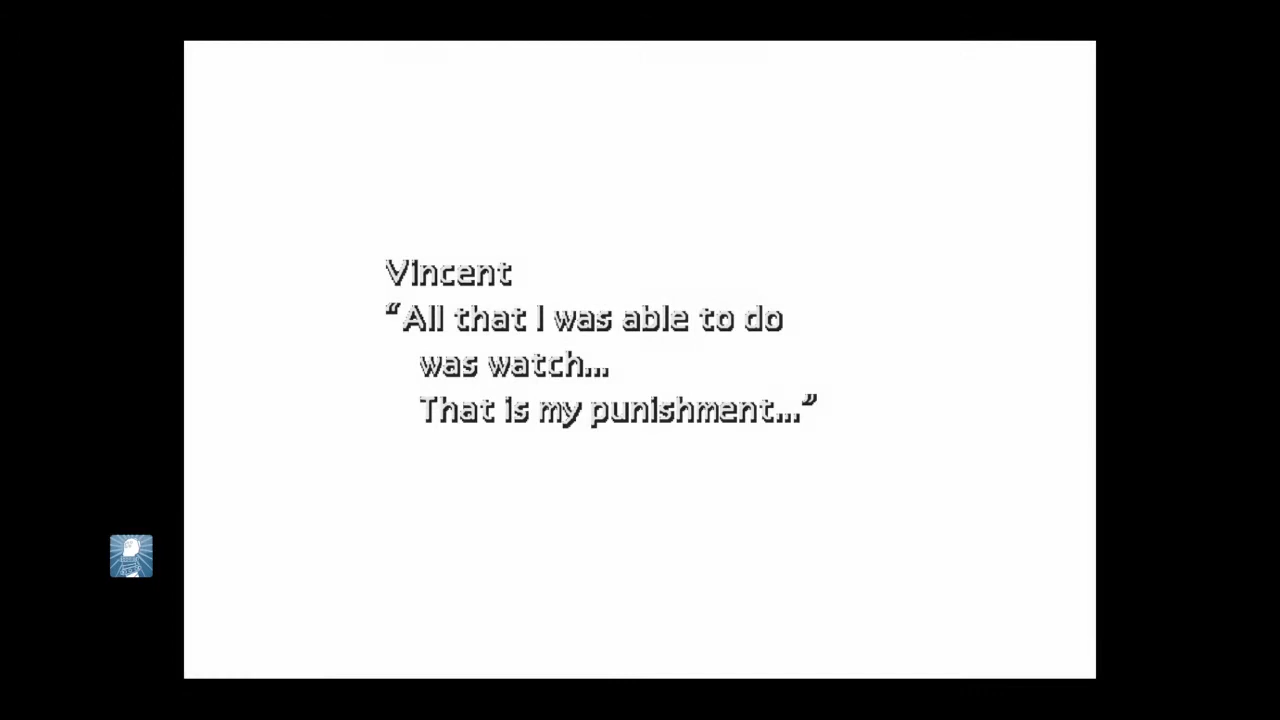 Vincent
“All that I was able to do
was watch...
That is my punishment...”